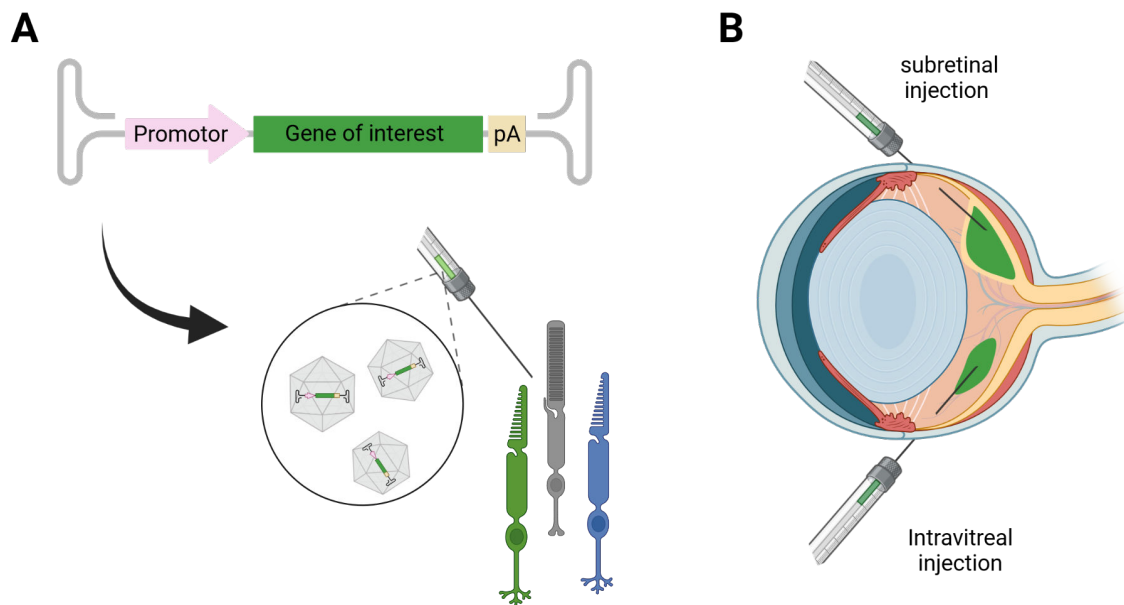 A
Promotor
Gene of interest
pA
B
subretinal
injection
Intravitreal
injection